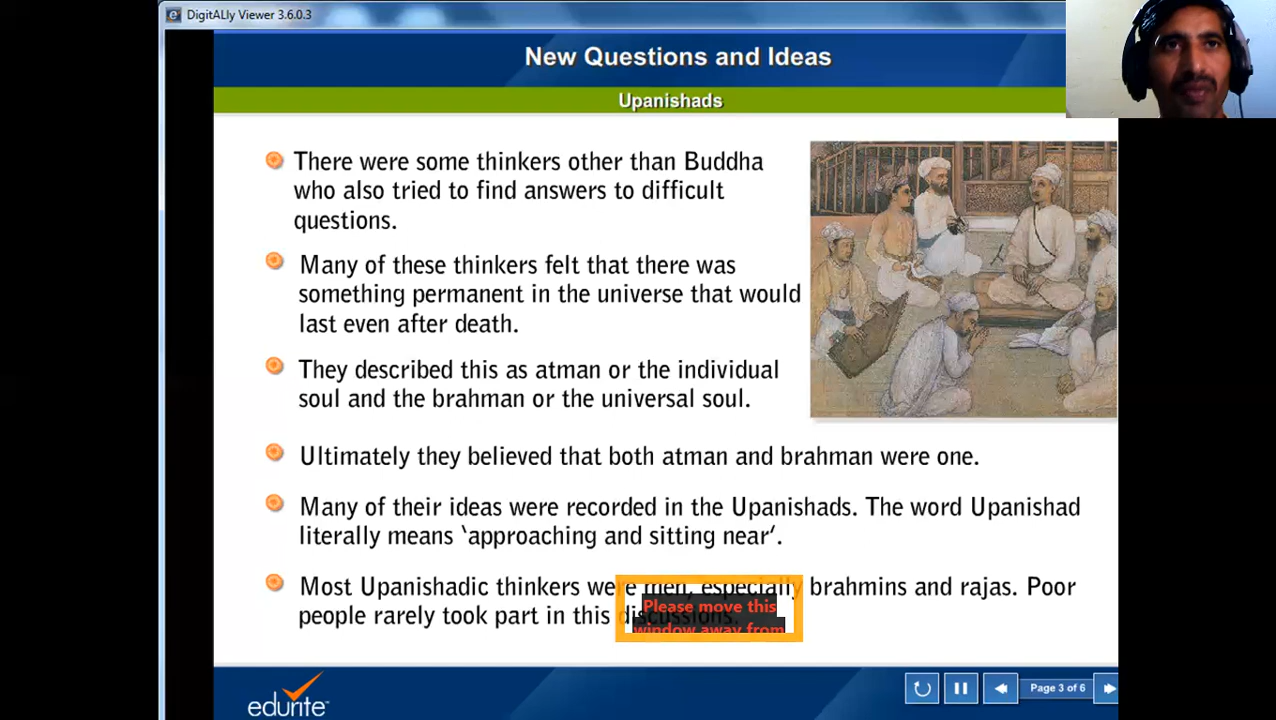 DigitALly Viewer 3.6.0.3
New Questions and Ideas
Upanishads
There were some thinkers other than Buddha
who also tried to find answers to difficult
questions.
Many of these thinkers felt that there was
something permanent in the universe that would
last even after death.
They described this as atman or the individual
soul and the brahman or the universal soul.
Ultimately they believed that both atman and brahman were one.
Many of their ideas were recorded in the Upanishads. The word Upanishad
literally means ‘approaching and sitting near‘.
Most Upanishadic thinkers were men, especially brahmins and rajas. Poor
people rarely took part in this discussions.
Please move this
window away from
edurite
Page 3 of 6